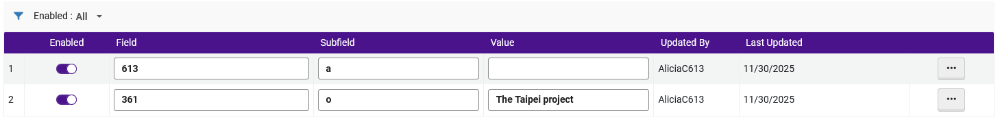 Enabled : All
Enabled Field Subfield Value Updated By Last Updated
1 613 a AliciaC613 11/30/2025 ...
2 361 o The Taipei project AliciaC613 11/30/2025 ...